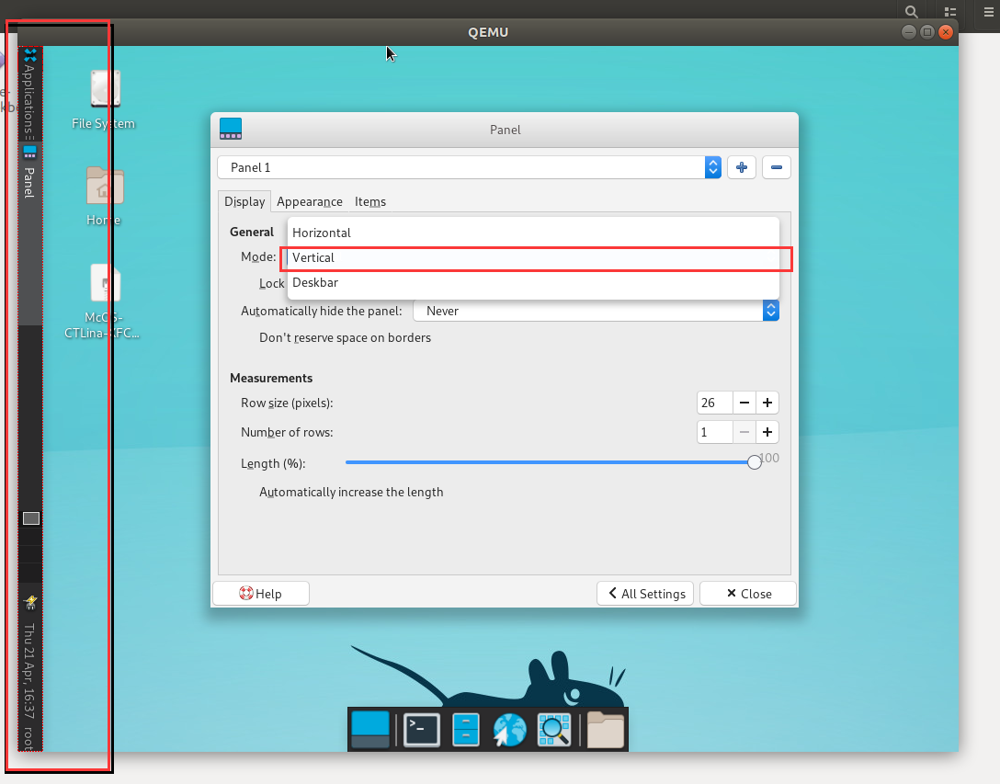 QEMU
Applications
Panel
Thu 21 Apr, 16:37
root
File System
Home
McOS-
CTLina-XFC...
Panel
Panel 1
Display
Appearance
Items
General
Horizontal
Mode:
Vertical
Lock
Deskbar
Automatically hide the panel:
Never
Don't reserve space on borders
Measurements
Row size (pixels):
26
Number of rows:
1
Length (%):
100
Automatically increase the length
Help
All Settings
Close